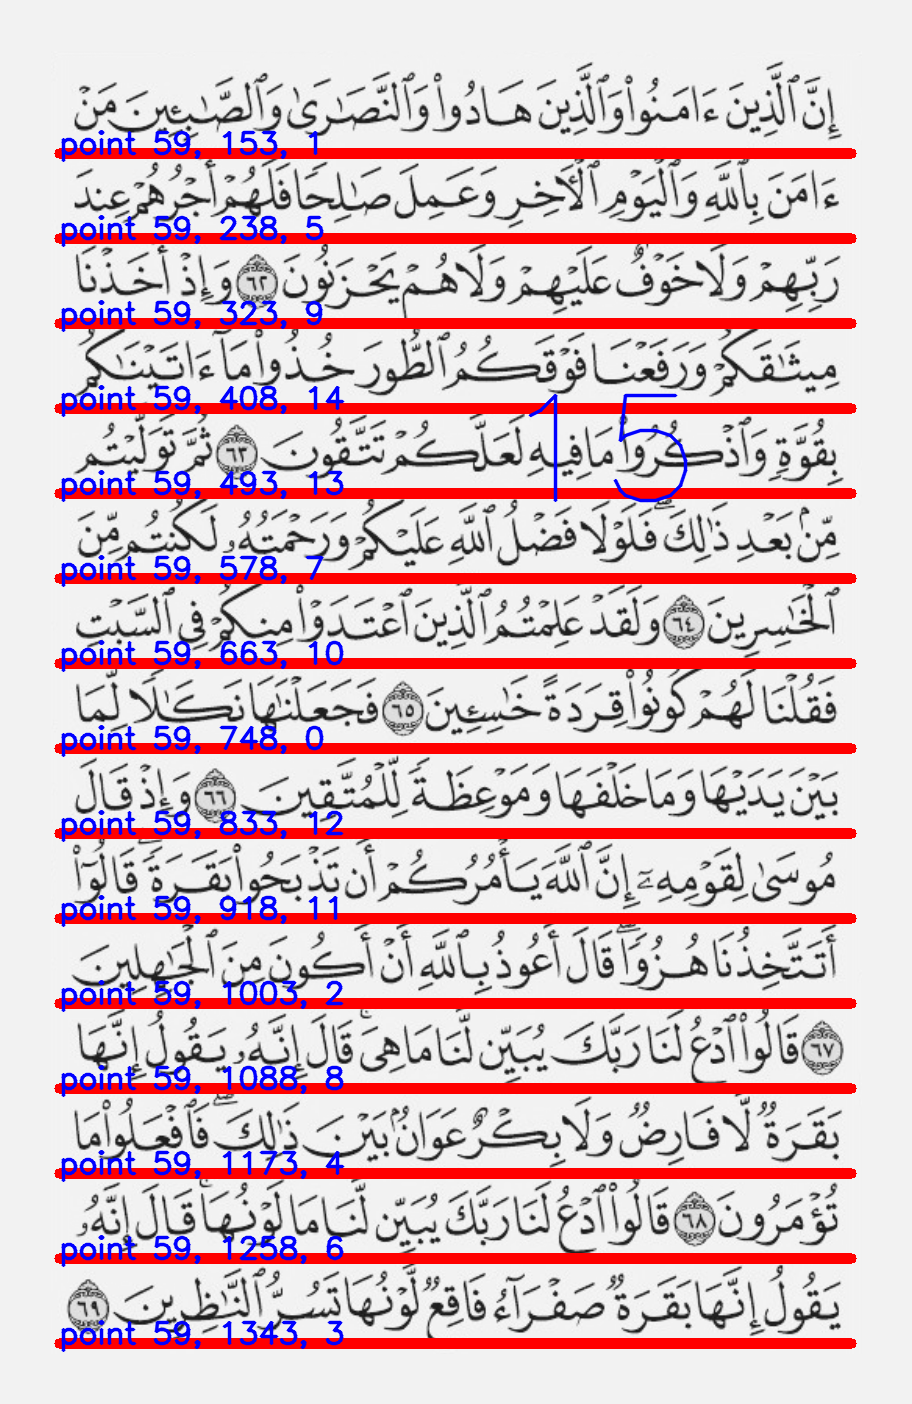 إِنَّ ٱلَّذِينَ ءَامَنُوا۟ وَٱلَّذِينَ هَادُوا۟ وَٱلنَّصَـٰرَىٰ وَٱلصَّـٰبِـِٔينَ مَنْ
point 59, 153, 1
ءَامَنَ بِٱللَّهِ وَٱلْيَوْمِ ٱلْـَٔاخِرِ وَعَمِلَ صَـٰلِحًا فَلَهُمْ أَجْرُهُمْ عِندَ
point 59, 238, 5
رَبِّهِمْ وَلَا خَوْفٌ عَلَيْهِمْ وَلَا هُمْ يَحْزَنُونَ ٦٢ وَإِذْ أَخَذْنَا
point 59, 323, 9
مِيثَـٰقَكُمْ وَرَفَعْنَا فَوْقَكُمُ ٱلطُّورَ خُذُوا۟ مَآ ءَاتَيْنَـٰكُم
point 59, 408, 14
15
بِقُوَّةٍ وَٱذْكُرُوا۟ مَا فِيهِ لَعَلَّكُمْ تَتَّقُونَ ٦٣ ثُمَّ تَوَلَّيْتُم
point 59, 493, 13
مِّنۢ بَعْدِ ذَٰلِكَ ۖ فَلَوْلَا فَضْلُ ٱللَّهِ عَلَيْكُمْ وَرَحْمَتُهُۥ لَكُنتُم مِّنَ
point 59, 578, 7
ٱلْخَـٰسِرِينَ ٦٤ وَلَقَدْ عَلِمْتُمُ ٱلَّذِينَ ٱعْتَدَوْا۟ مِنكُمْ فِى ٱلسَّبْتِ
point 59, 663, 10
فَقُلْنَا لَهُمْ كُونُوا۟ قِرَدَةً خَـٰسِـِٔينَ ٦٥ فَجَعَلْنَـٰهَا نَكَـٰلًا لِّمَا
point 59, 748, 0
بَيْنَ يَدَيْهَا وَمَا خَلْفَهَا وَمَوْعِظَةً لِّلْمُتَّقِينَ ٦٦ وَإِذْ قَالَ
point 59, 833, 12
مُوسَىٰ لِقَوْمِهِۦٓ إِنَّ ٱللَّهَ يَأْمُرُكُمْ أَن تَذْبَحُوا۟ بَقَرَةً ۖ قَالُوٓا۟
point 59, 918, 11
أَتَتَّخِذُنَا هُزُوًا ۖ قَالَ أَعُوذُ بِٱللَّهِ أَنْ أَكُونَ مِنَ ٱلْجَـٰهِلِينَ
point 59, 1003, 2
٦٧ قَالُوا۟ ٱدْعُ لَنَا رَبَّكَ يُبَيِّن لَّنَا مَا هِىَ ۚ قَالَ إِنَّهُۥ يَقُولُ إِنَّهَا
point 59, 1088, 8
بَقَرَةٌ لَّا فَارِضٌ وَلَا بِكْرٌ عَوَانٌۢ بَيْنَ ذَٰلِكَ ۖ فَٱفْعَلُوا۟ مَا
point 59, 1173, 4
تُؤْمَرُونَ ٦٨ قَالُوا۟ ٱدْعُ لَنَا رَبَّكَ يُبَيِّن لَّنَا مَا لَوْنُهَا ۚ قَالَ إِنَّهُۥ
point 59, 1258, 6
يَقُولُ إِنَّهَا بَقَرَةٌ صَفْرَآءُ فَاقِعٌ لَّوْنُهَا تَسُرُّ ٱلنَّـٰظِرِينَ ٦٩
point 59, 1343, 3